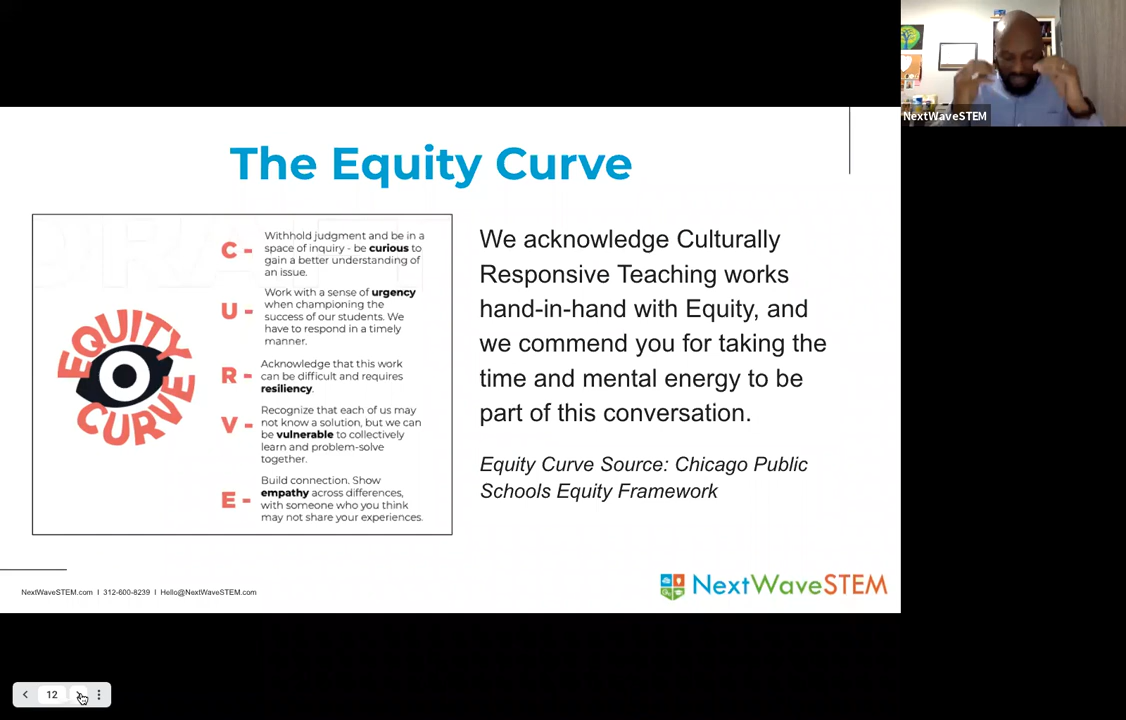 NextWaveSTEM
The Equity Curve
EQUITY
CURVE
C - Withhold judgment and be in a
space of inquiry - be curious to
gain a better understanding of
an issue.
U - Work with a sense of urgency
when championing the
success of our students. We
have to respond in a timely
manner.
R - Acknowledge that this work
can be difficult and requires
resiliency.
V - Recognize that each of us may
not know a solution, but we can
be vulnerable to collectively
learn and problem-solve
together.
E - Build connection. Show
empathy across differences,
with someone who you think
may not share your experiences.
We acknowledge Culturally
Responsive Teaching works
hand-in-hand with Equity, and
we commend you for taking the
time and mental energy to be
part of this conversation.
Equity Curve Source: Chicago Public
Schools Equity Framework
NextWaveSTEM.com I 312-600-8239 I Hello@NextWaveSTEM.com
NextWaveSTEM
12